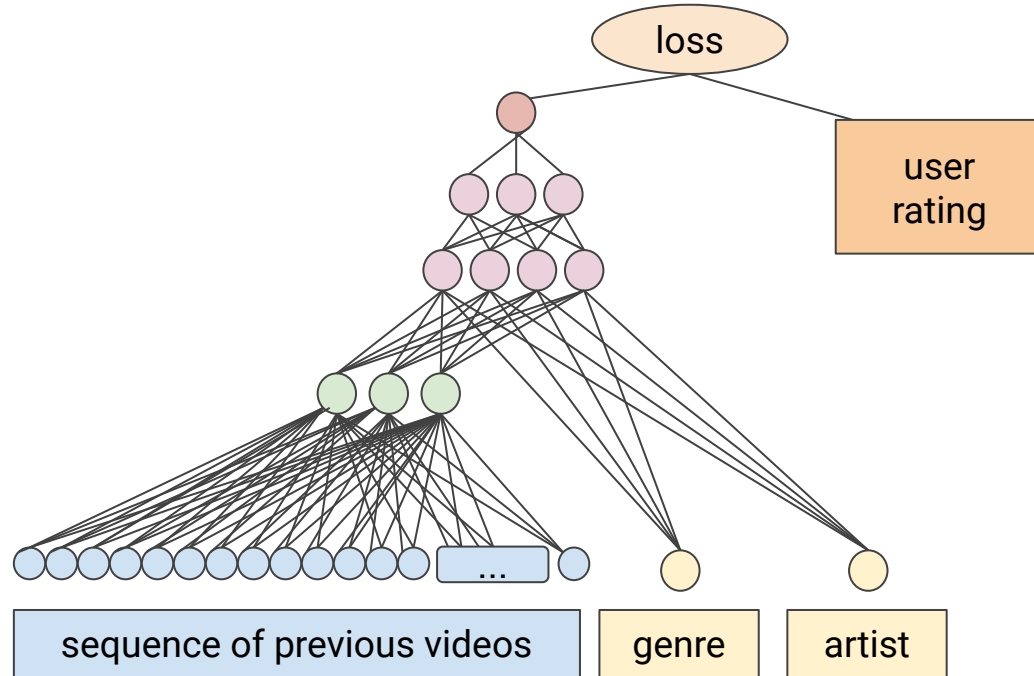 loss
user
rating
...
sequence of previous videos
genre
artist